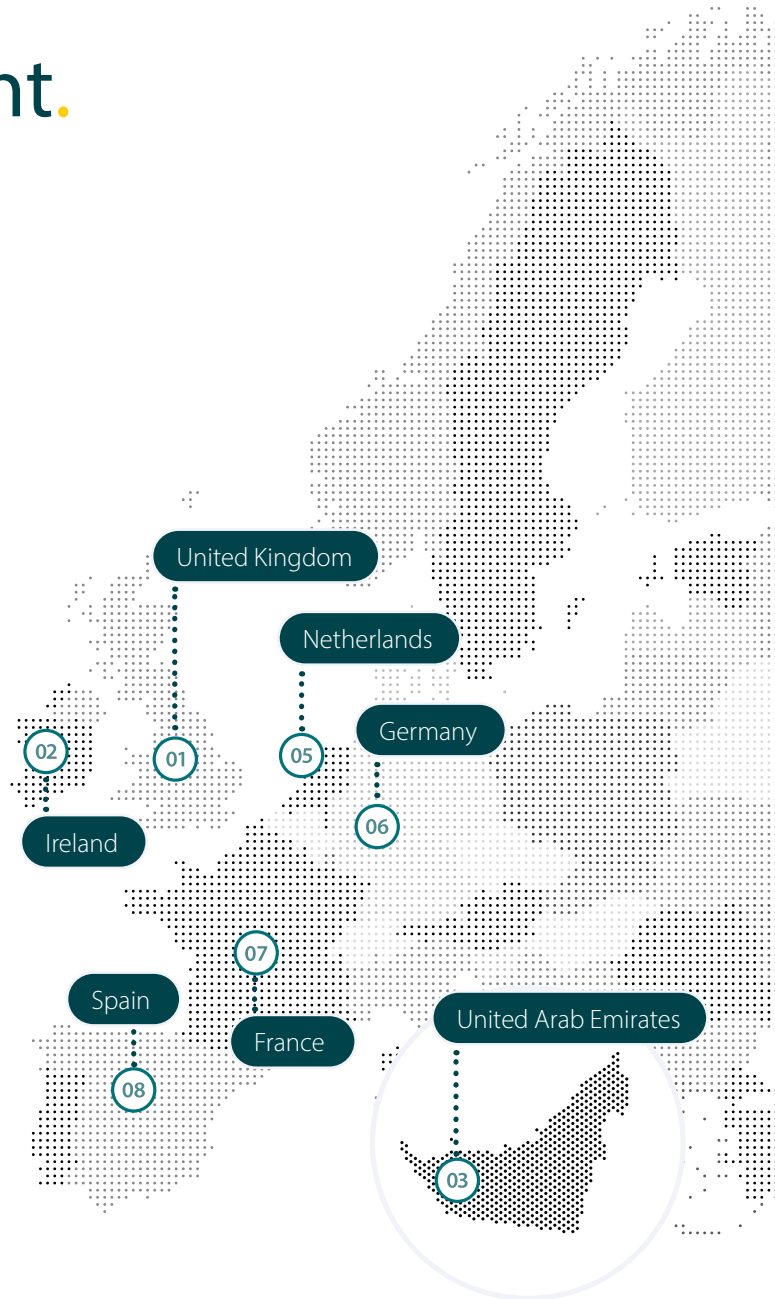 nt.
United Kingdom
Netherlands
Germany
02
01
05
06
Ireland
07
Spain
United Arab Emirates
France
08
03